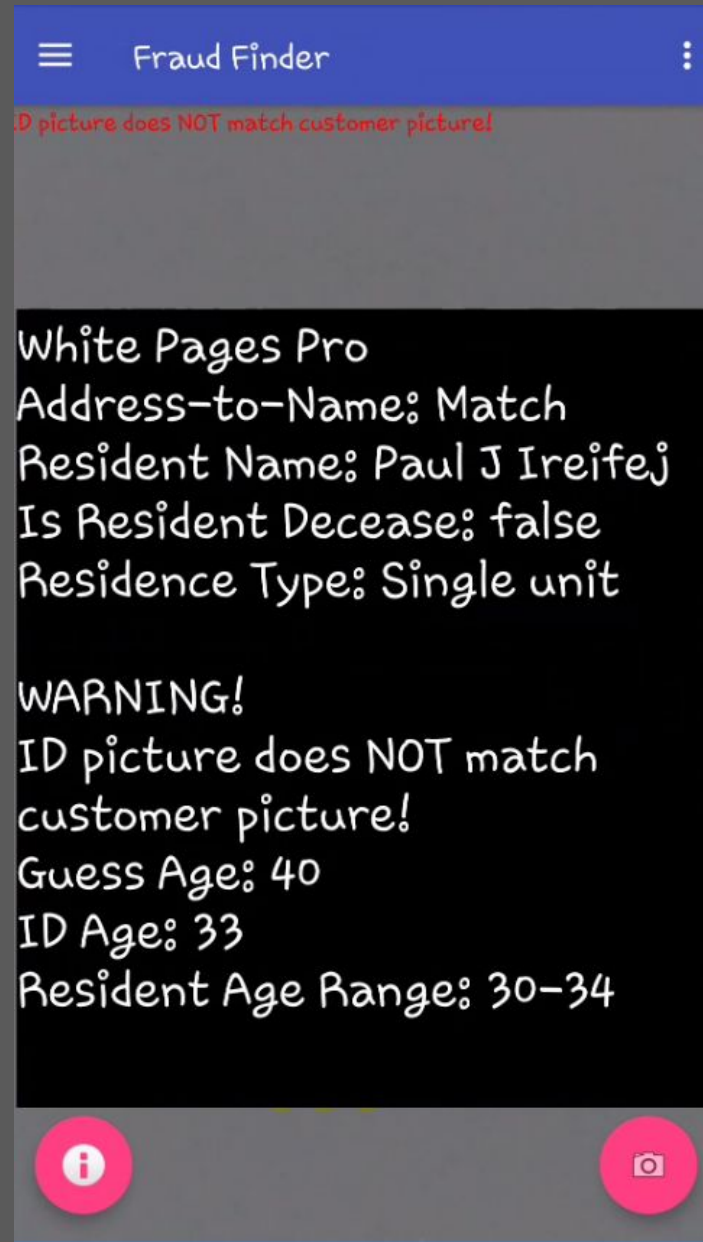 Fraud Finder
ID picture does NOT match customer picture!
White Pages Pro
Address-to-Name: Match
Resident Name: Paul J Ireifej
Is Resident Decease: false
Residence Type: Single unit
WARNING!
ID picture does NOT match
customer picture!
Guess Age: 40
ID Age: 33
Resident Age Range: 30-34